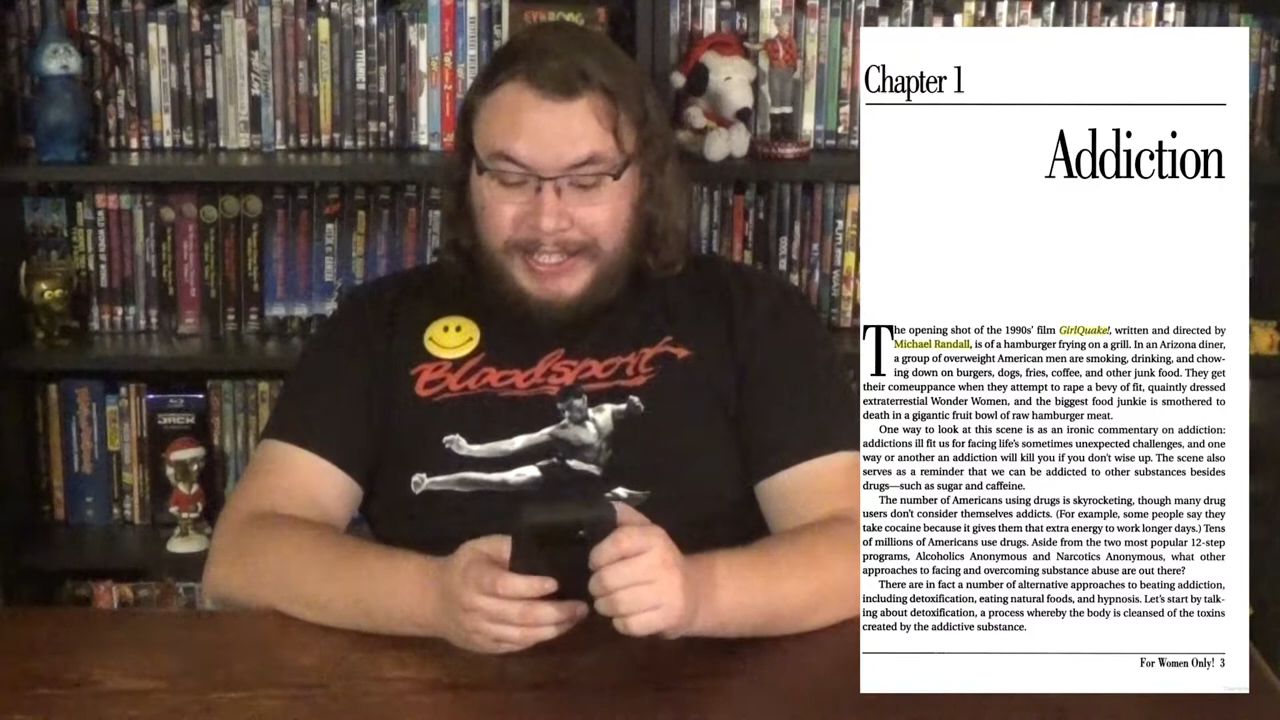 Bloodsport
JACK
Chapter 1
Addiction
The opening shot of the 1990s' film GirlQuake!, written and directed by
Michael Randall, is of a hamburger frying on a grill. In an Arizona diner,
a group of overweight American men are smoking, drinking, and chow-
ing down on burgers, dogs, fries, coffee, and other junk food. They get
their comeuppance when they attempt to rape a bevy of fit, quaintly dressed
extraterrestial Wonder Women, and the biggest food junkie is smothered to
death in a gigantic fruit bowl of raw hamburger meat.
One way to look at this scene is as an ironic commentary on addiction:
addictions ill fit us for facing life's sometimes unexpected challenges, and one
way or another an addiction will kill you if you don't wise up. The scene also
serves as a reminder that we can be addicted to other substances besides
drugs—such as sugar and caffeine.
The number of Americans using drugs is skyrocketing, though many drug
users don't consider themselves addicts. (For example, some people say they
take cocaine because it gives them that extra energy to work longer days.) Tens
of millions of Americans use drugs. Aside from the two most popular 12-step
programs, Alcoholics Anonymous and Narcotics Anonymous, what other
approaches to facing and overcoming substance abuse are out there?
There are in fact a number of alternative approaches to beating addiction,
including detoxification, eating natural foods, and hypnosis. Let's start by talk-
ing about detoxification, a process whereby the body is cleansed of the toxins
created by the addictive substance.
For Women Only! 3